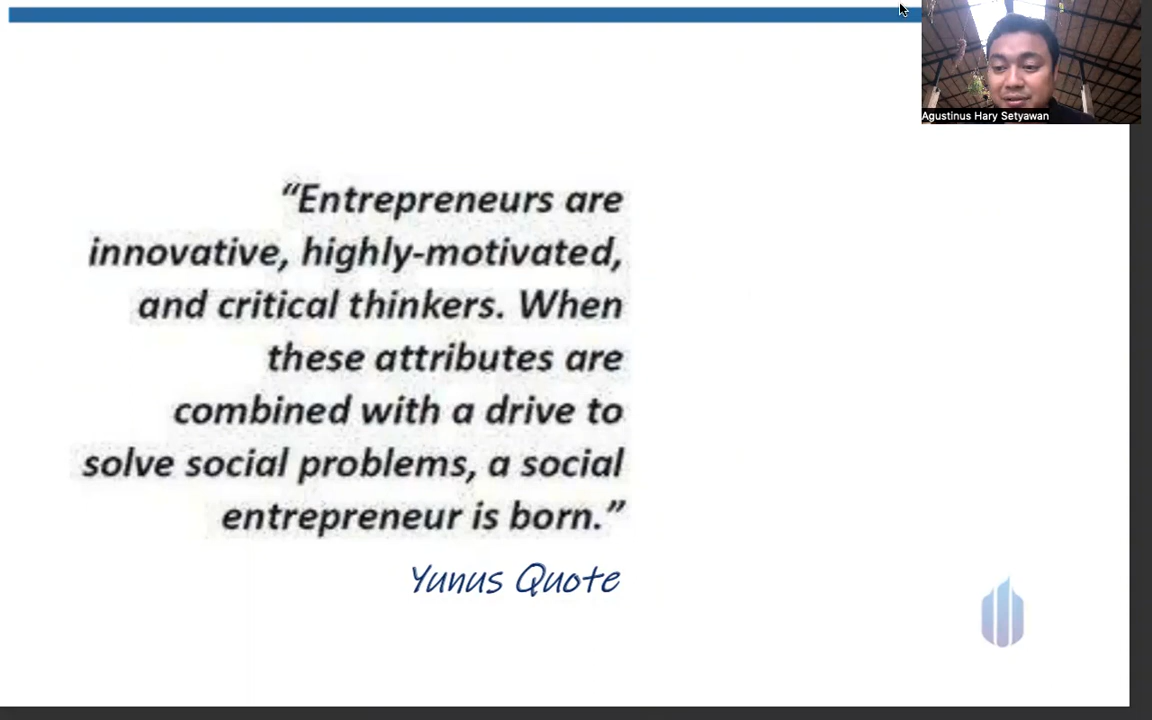 Agustinus Hary Setyawan
“Entrepreneurs are
innovative, highly-motivated,
and critical thinkers. When
these attributes are
combined with a drive to
solve social problems, a social
entrepreneur is born.”
Yunus Quote